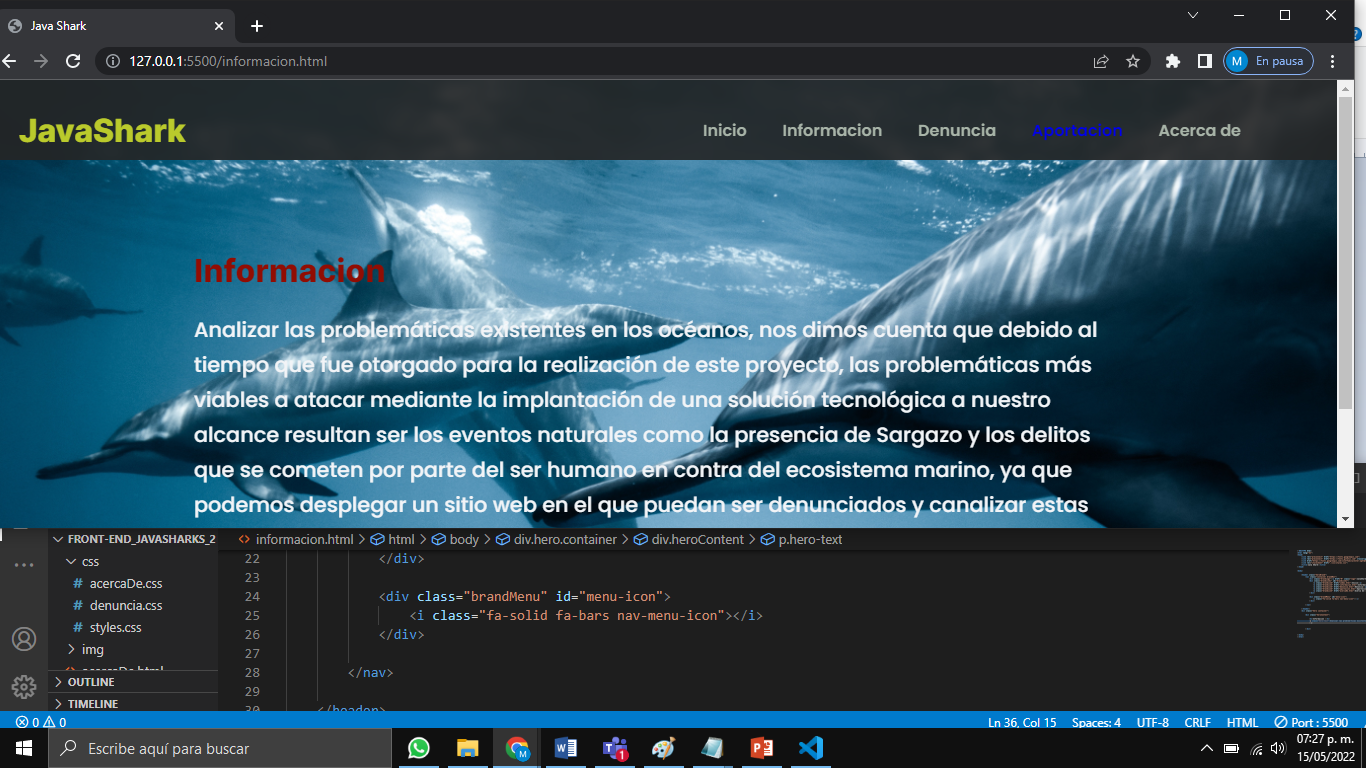 Java Shark
127.0.0.1:5500/informacion.html
M En pausa
JavaShark
Inicio Informacion Denuncia Aportacion Acerca de
Informacion
Analizar las problemáticas existentes en los océanos, nos dimos cuenta que debido al
tiempo que fue otorgado para la realización de este proyecto, las problemáticas más
viables a atacar mediante la implantación de una solución tecnológica a nuestro
alcance resultan ser los eventos naturales como la presencia de Sargazo y los delitos
que se cometen por parte del ser humano en contra del ecosistema marino, ya que
podemos desplegar un sitio web en el que puedan ser denunciados y canalizar estas
FRONT-END_JAVASHARKS_2
css
# acercaDe.css
# denuncia.css
# styles.css
img
acercaDe.html
OUTLINE
TIMELINE
informacion.html > html > body > div.hero.container > div.heroContent > p.hero-text
22 </div>
23
24 <div class="brandMenu" id="menu-icon">
25 <i class="fa-solid fa-bars nav-menu-icon"></i>
26 </div>
27
28 </nav>
29
30 </header>
0 0 Ln 36, Col 15 Spaces: 4 UTF-8 CRLF HTML Port : 5500
Escribe aquí para buscar
1
07:27 p. m.
15/05/2022